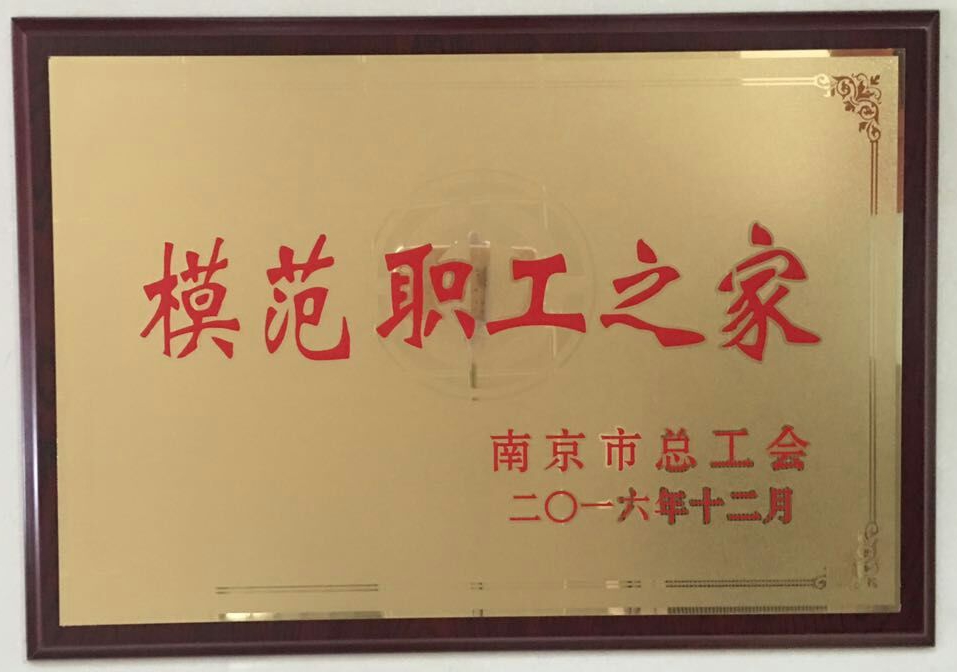 模范职工之家
南京市总工会
二〇一六年十二月